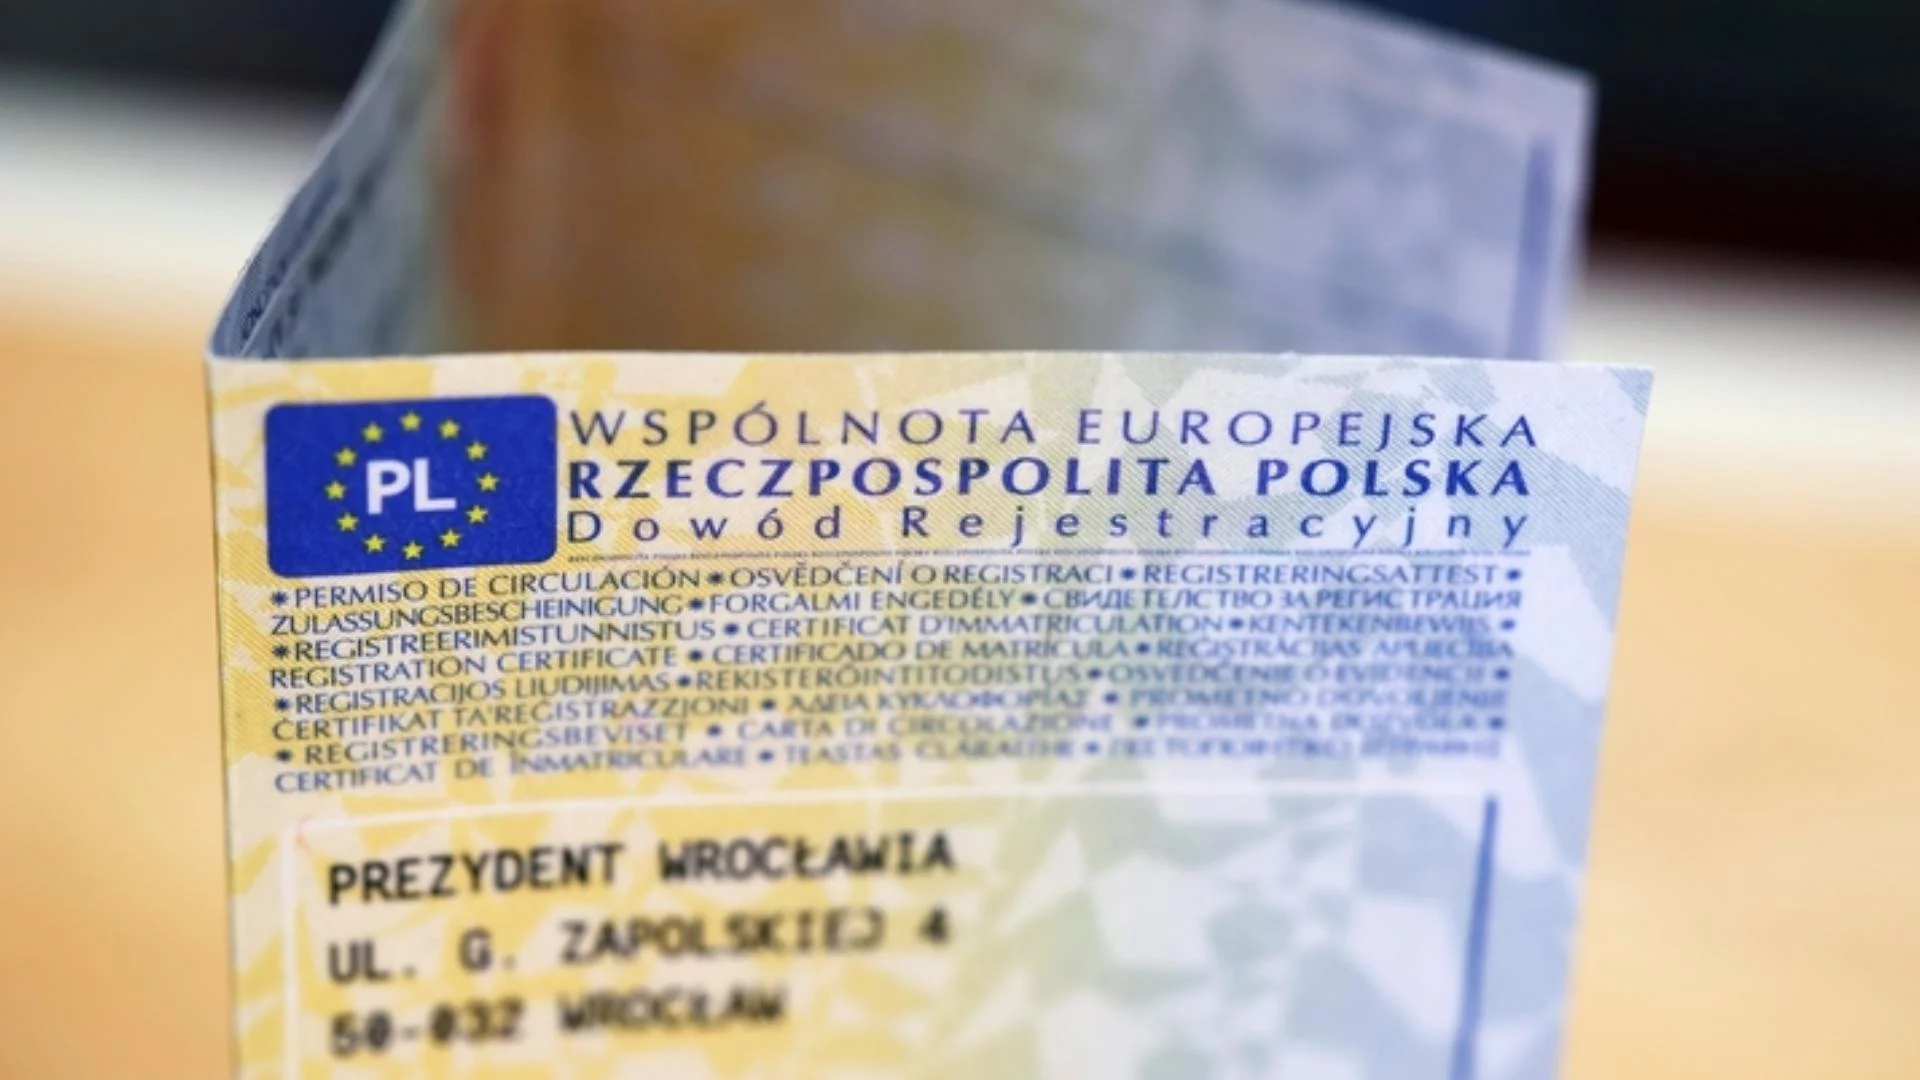 PL
WSPÓLNOTA EUROPEJSKA
RZECZPOSPOLITA POLSKA
Dowód Rejestracyjny
*PERMISO DE CIRCULACIÓN*OSVĚDČENÍ O REGISTRACI*REGISTRERINGSATTEST*
ZULASSUNGSBESCHEINIGUNG*FORGALMI ENGEDÉLY*СВИДЕТЕЛСТВО ЗА РЕГИСТРАЦИЯ
*REGISTREERIMISTUNNISTUS*CERTIFICAT D'IMMATRICULATION*KENTEKENBEWIJS*
REGISTRATION CERTIFICATE*CERTIFICADO DE MATRÍCULA*REĢISTRĀCIJAS APLIECĪBA
*REGISTRACIJOS LIUDIJIMAS*REKISTERÖINTITODISTUS*OSVEDČENIE O EVIDENCII*
ĊERTIFIKAT TA'REĠISTRAZZJONI*ΑΔΕΙΑ ΚΥΚΛΟΦΟΡΙΑΣ*PROMETNO DOVOLJENJE
*REGISTRERINGSBEVISET*CARTA DI CIRCOLAZIONE*PROMETNA DOZVOLA*
CERTIFICAT DE ÎNMATRICULARE*TEASTAS CLÁRAITHE*
PREZYDENT WROCŁAWIA
UL. G. ZAPOLSKIEJ 4
50-032 WROCŁAW